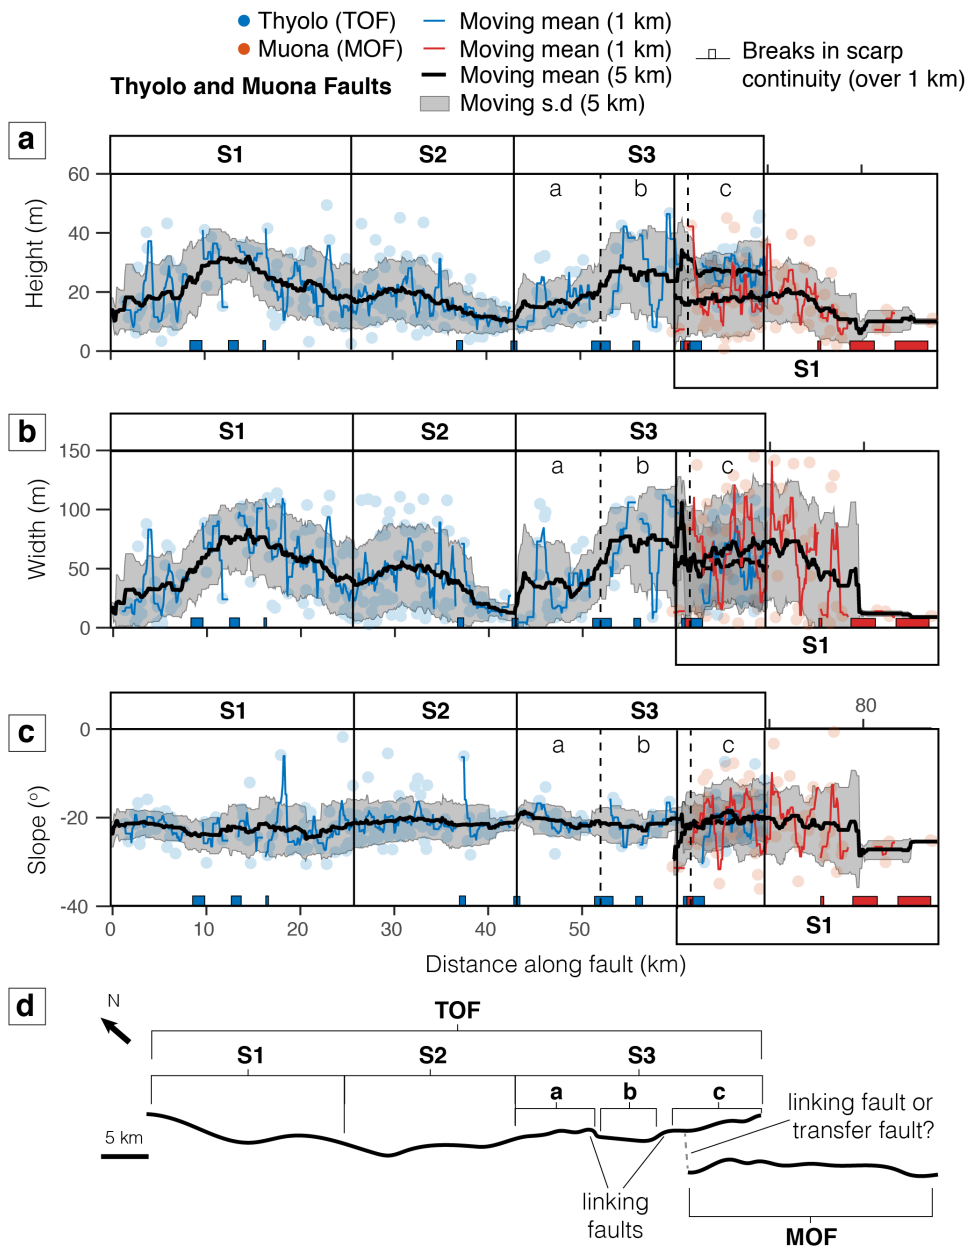 Thyolo (TOF)
Muona (MOF)
Thyolo and Muona Faults
Moving mean (1 km)
Moving mean (1 km)
Moving mean (5 km)
Moving s.d (5 km)
Breaks in scarp
continuity (over 1 km)
a
S1 S2 S3
a b c
60
40
20
0
Height (m)
S1
b
S1 S2 S3
a b c
150
100
50
0
Width (m)
S1
c
S1 S2 S3 80
a b c
0
-20
-40
Slope (°)
S1
0 10 20 30 40 50
Distance along fault (km)
d
N
TOF
S1 S2 S3
a b c
5 km
linking fault or
transfer fault?
linking
faults
MOF